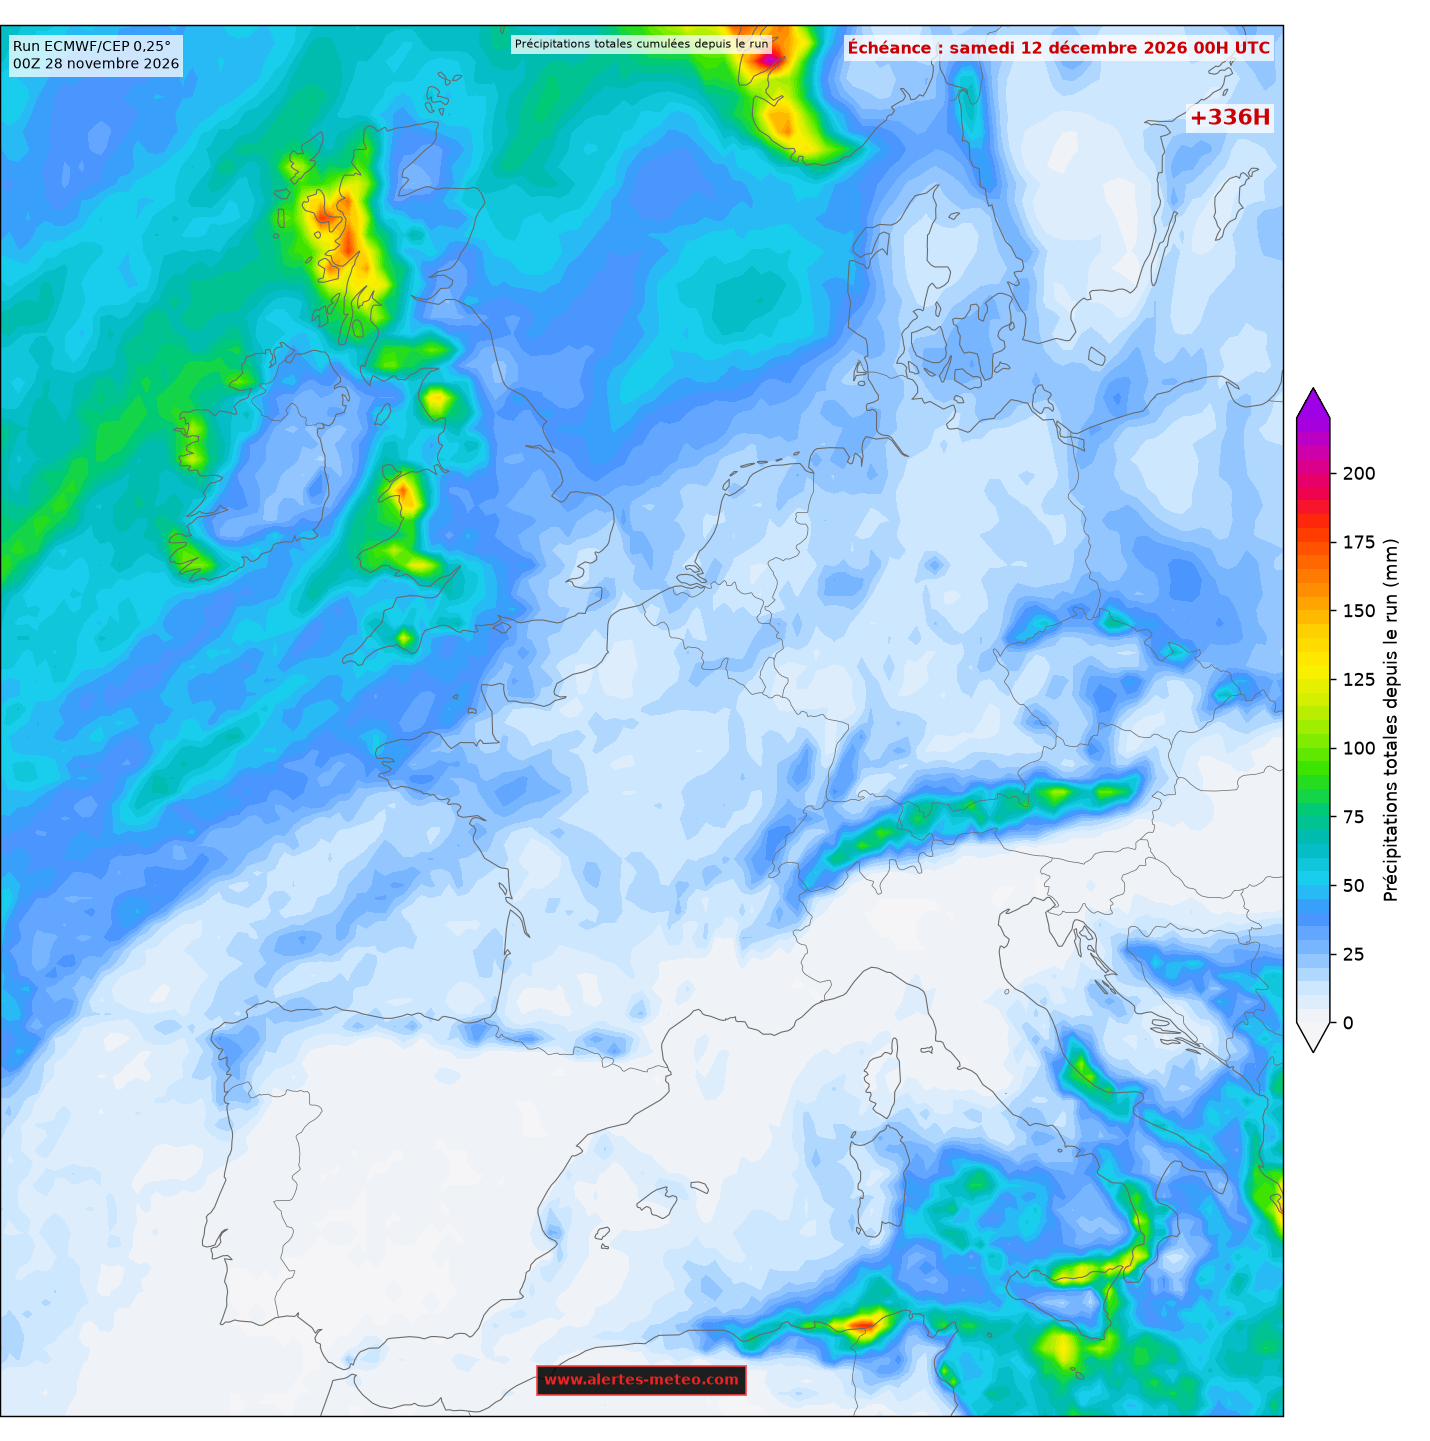 Run ECMWF/CEP 0,25°
00Z 28 novembre 2026
Précipitations totales cumulées depuis le run
Échéance : samedi 12 décembre 2026 00H UTC
+336H
200
175
150
125
100
75
50
25
0
Précipitations totales depuis le run (mm)
www.alertes-meteo.com